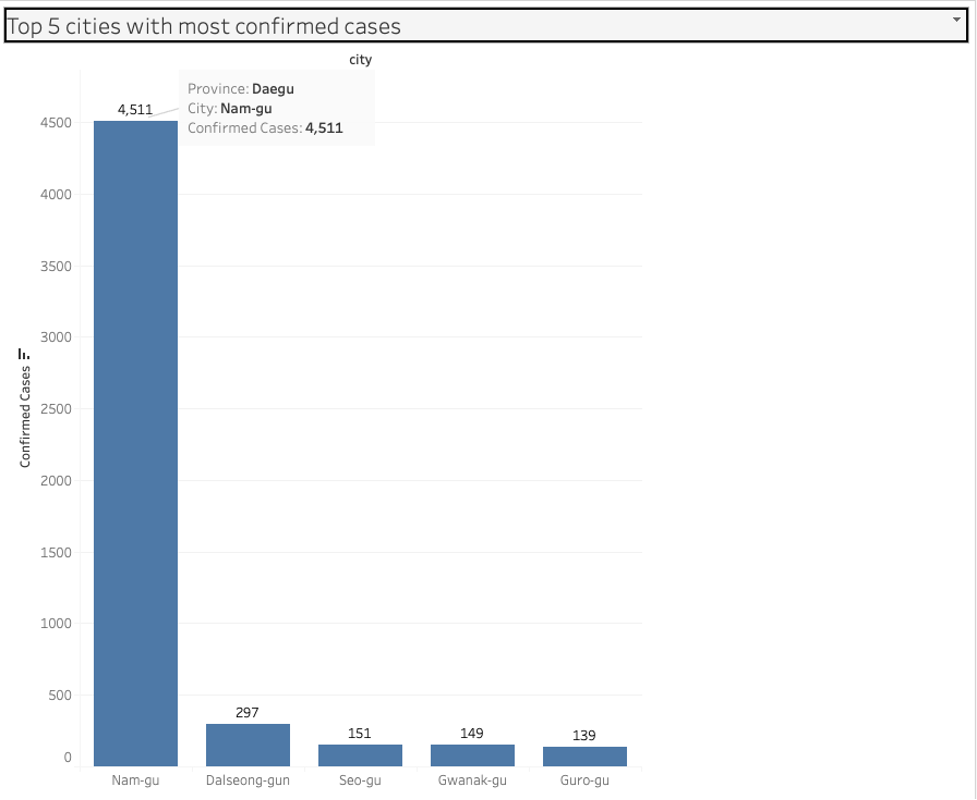 Top 5 cities with most confirmed cases
city
Province: Daegu
City: Nam-gu
Confirmed Cases: 4,511
4,511
4500
4000
3500
3000
2500
2000
1500
1000
500
0
Confirmed Cases
297
151
149
139
Nam-gu
Dalseong-gun
Seo-gu
Gwanak-gu
Guro-gu